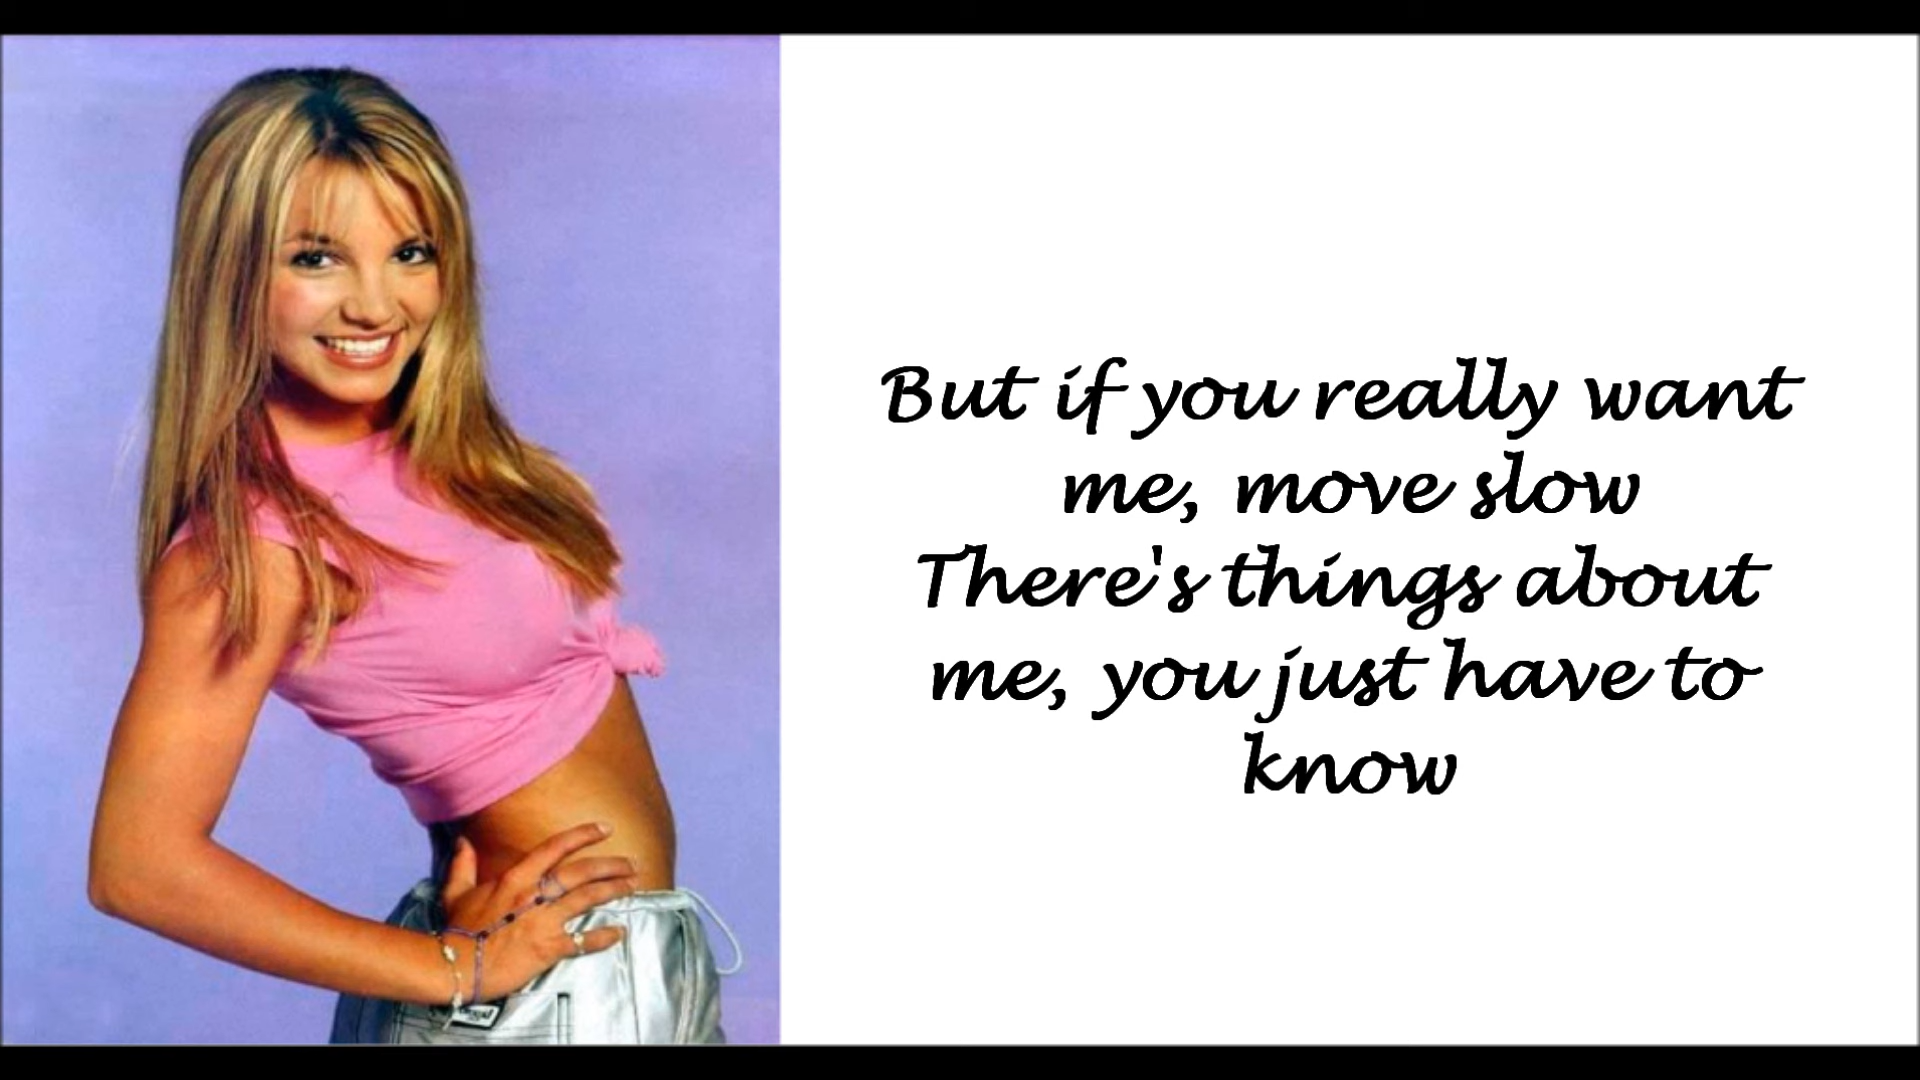 But if you really want
me, move slow
There's things about
me, you just have to
know